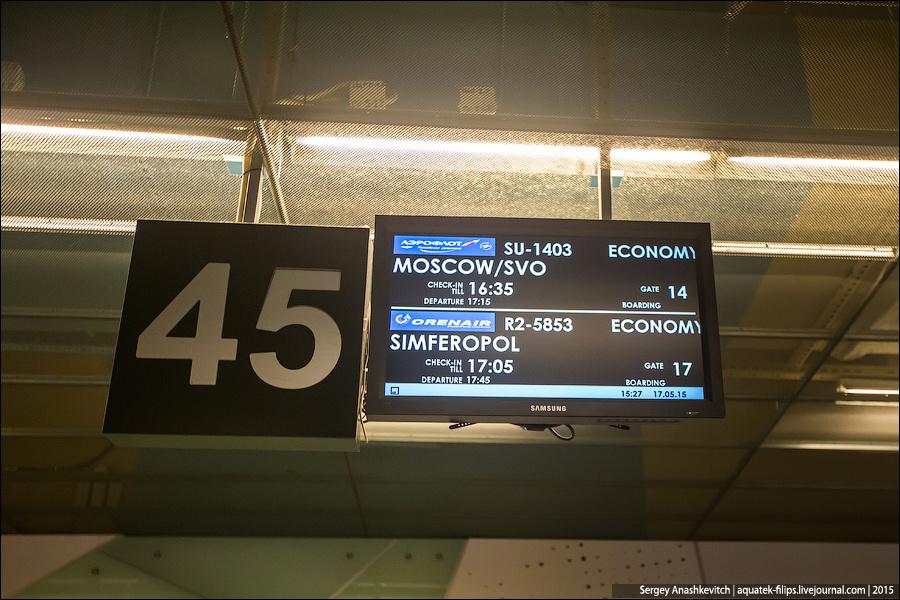 45
АЭРОФЛОТ SU-1403 ECONOMY
MOSCOW/SVO
CHECK-IN TILL 16:35
GATE 14
DEPARTURE 17:15
BOARDING
ORENAIR R2-5853 ECONOMY
SIMFEROPOL
CHECK-IN TILL 17:05
GATE 17
DEPARTURE 17:45
BOARDING
15:27 17.05.15
SAMSUNG
Sergey Anashkevitch | aquatek-filips.livejournal.com | 2015